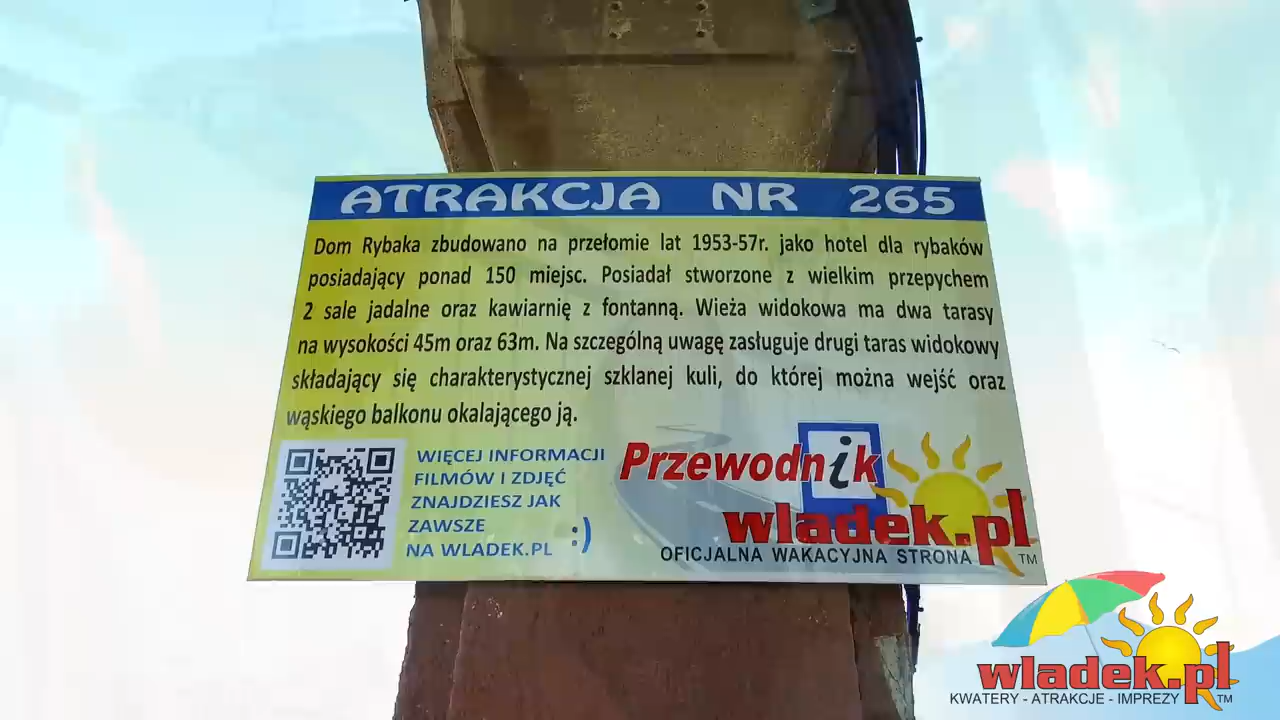 ATRAKCJA NR 265
Dom Rybaka zbudowano na przełomie lat 1953-57r. jako hotel dla rybaków
posiadający ponad 150 miejsc. Posiadał stworzone z wielkim przepychem
2 sale jadalne oraz kawiarnię z fontanną. Wieża widokowa ma dwa tarasy
na wysokości 45m oraz 63m. Na szczególną uwagę zasługuje drugi taras widokowy
składający się charakterystycznej szklanej kuli, do której można wejść oraz
wąskiego balkonu okalającego ją.
WIĘCEJ INFORMACJI
FILMÓW I ZDJĘĆ
ZNAJDZIESZ JAK
ZAWSZE
NA WLADEK.PL :)
Przewodnik
wladek.pl
OFICJALNA WAKACYJNA STRONA TM
wladek.pl
KWATERY - ATRAKCJE - IMPREZY TM